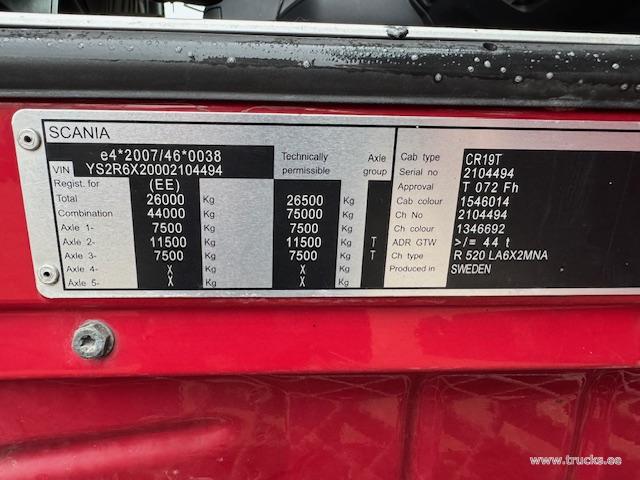 SCANIA
e4*2007/46*0038
VIN YS2R6X20002104494
Technically permissible
Axle group
Regist. for (EE)
Total 26000 Kg 26500 Kg
Combination 44000 Kg 75000 Kg
Axle 1- 7500 Kg 7500 Kg
Axle 2- 11500 Kg 11500 Kg T
Axle 3- 7500 Kg 7500 Kg T
Axle 4- X Kg X Kg
Axle 5- X Kg X Kg
Cab type CR19T
Serial no 2104494
Approval T 072 Fh
Cab colour 1546014
Ch No 2104494
Ch colour 1346692
ADR GTW >/= 44 t
Ch type R 520 LA6X2MNA
Produced in SWEDEN
www.trucks.ee